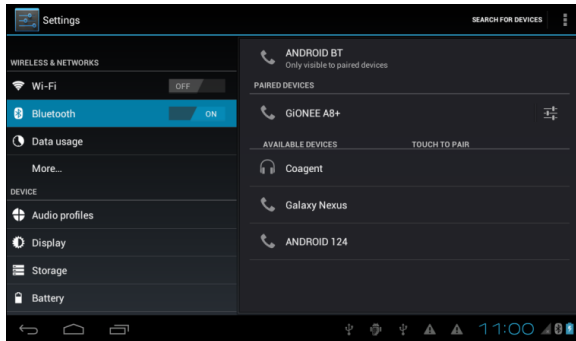 Settings
SEARCH FOR DEVICES
WIRELESS & NETWORKS
Wi-Fi
OFF
Bluetooth
ON
Data usage
More...
DEVICE
Audio profiles
Display
Storage
Battery
ANDROID BT
Only visible to paired devices
PAIRED DEVICES
GiONEE A8+
AVAILABLE DEVICES
TOUCH TO PAIR
Coagent
Galaxy Nexus
ANDROID 124
11:00